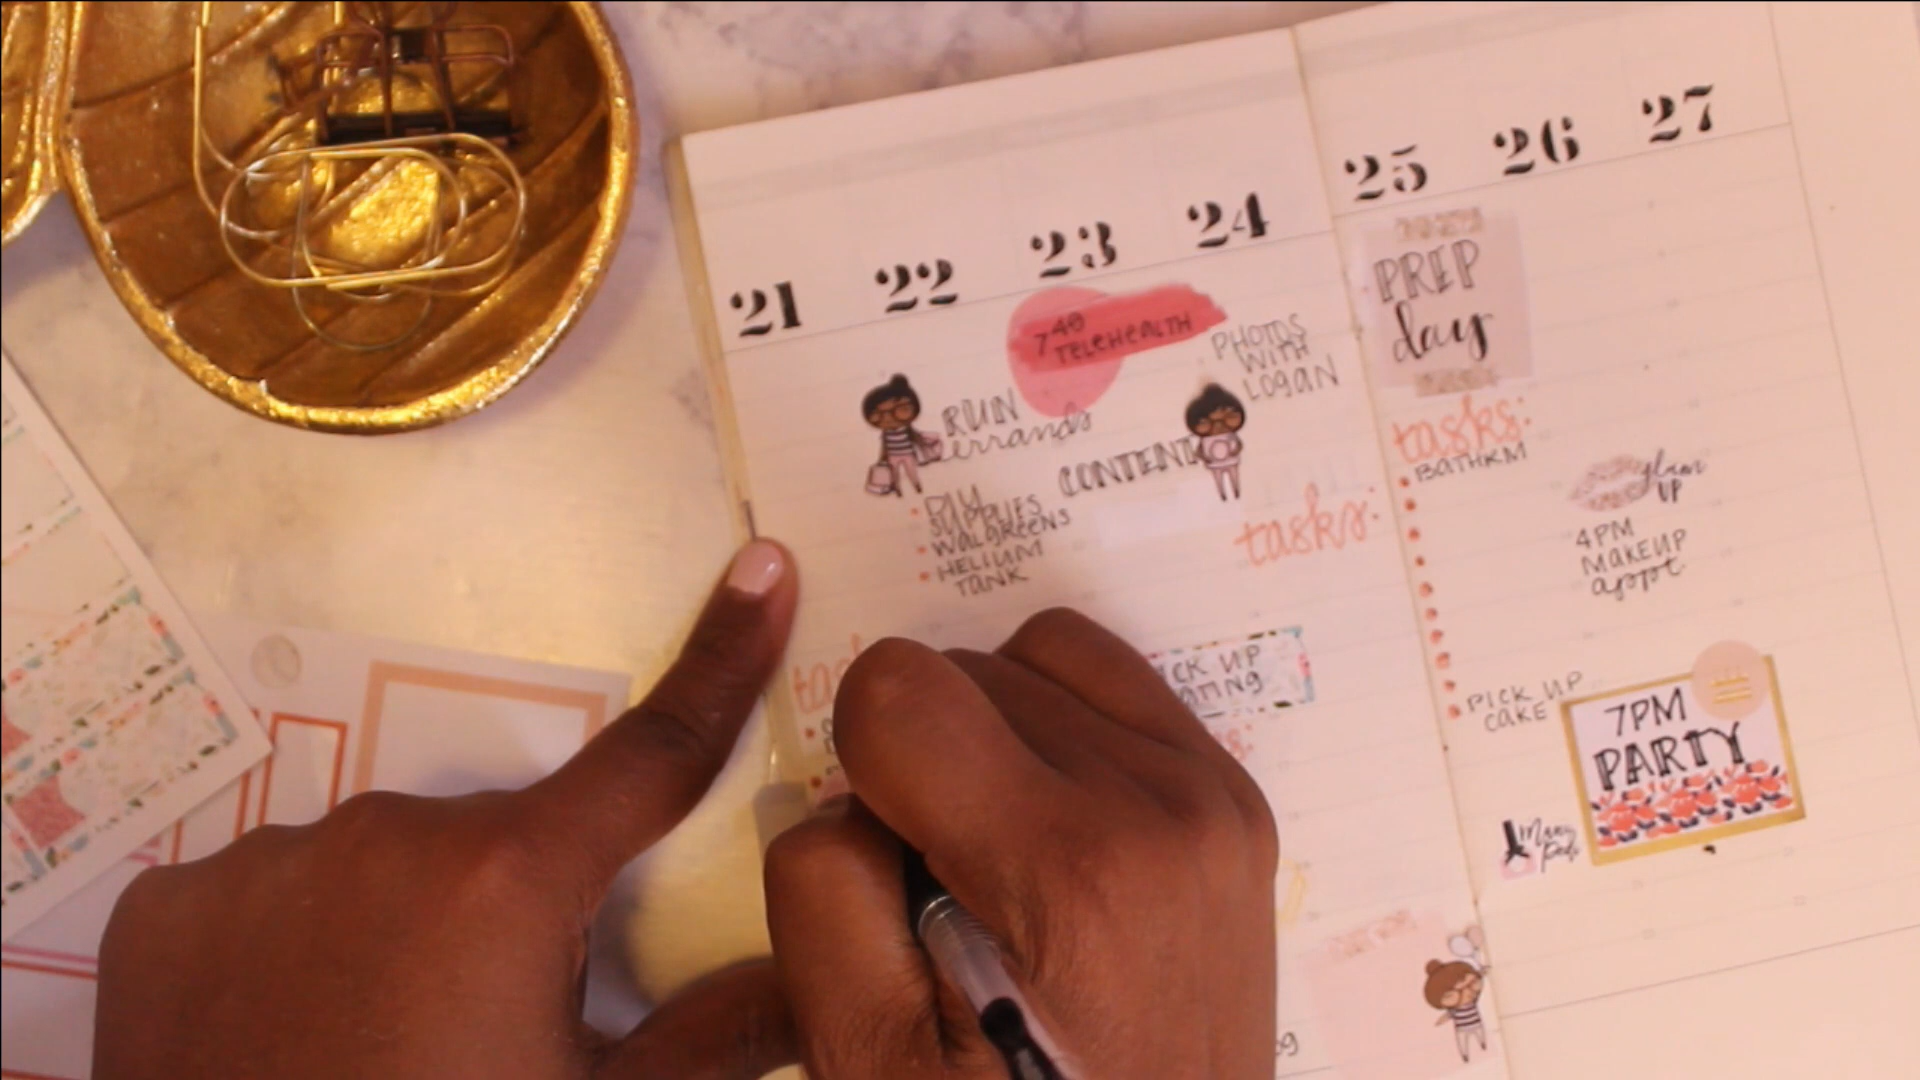 21 22 23 24 25 26 27
7 40
TELEHEALTH
RUN
errands
DIY
SUPPLIES
WALGREENS
HELIUM
TANK
CONTENT
PHOTOS
WITH
LOGAN
tasks:
PREP
day
tasks:
BATHRM
glam
UP
4PM
MAKEUP
appt.
PICK UP
CAKE
7PM
PARTY
UP